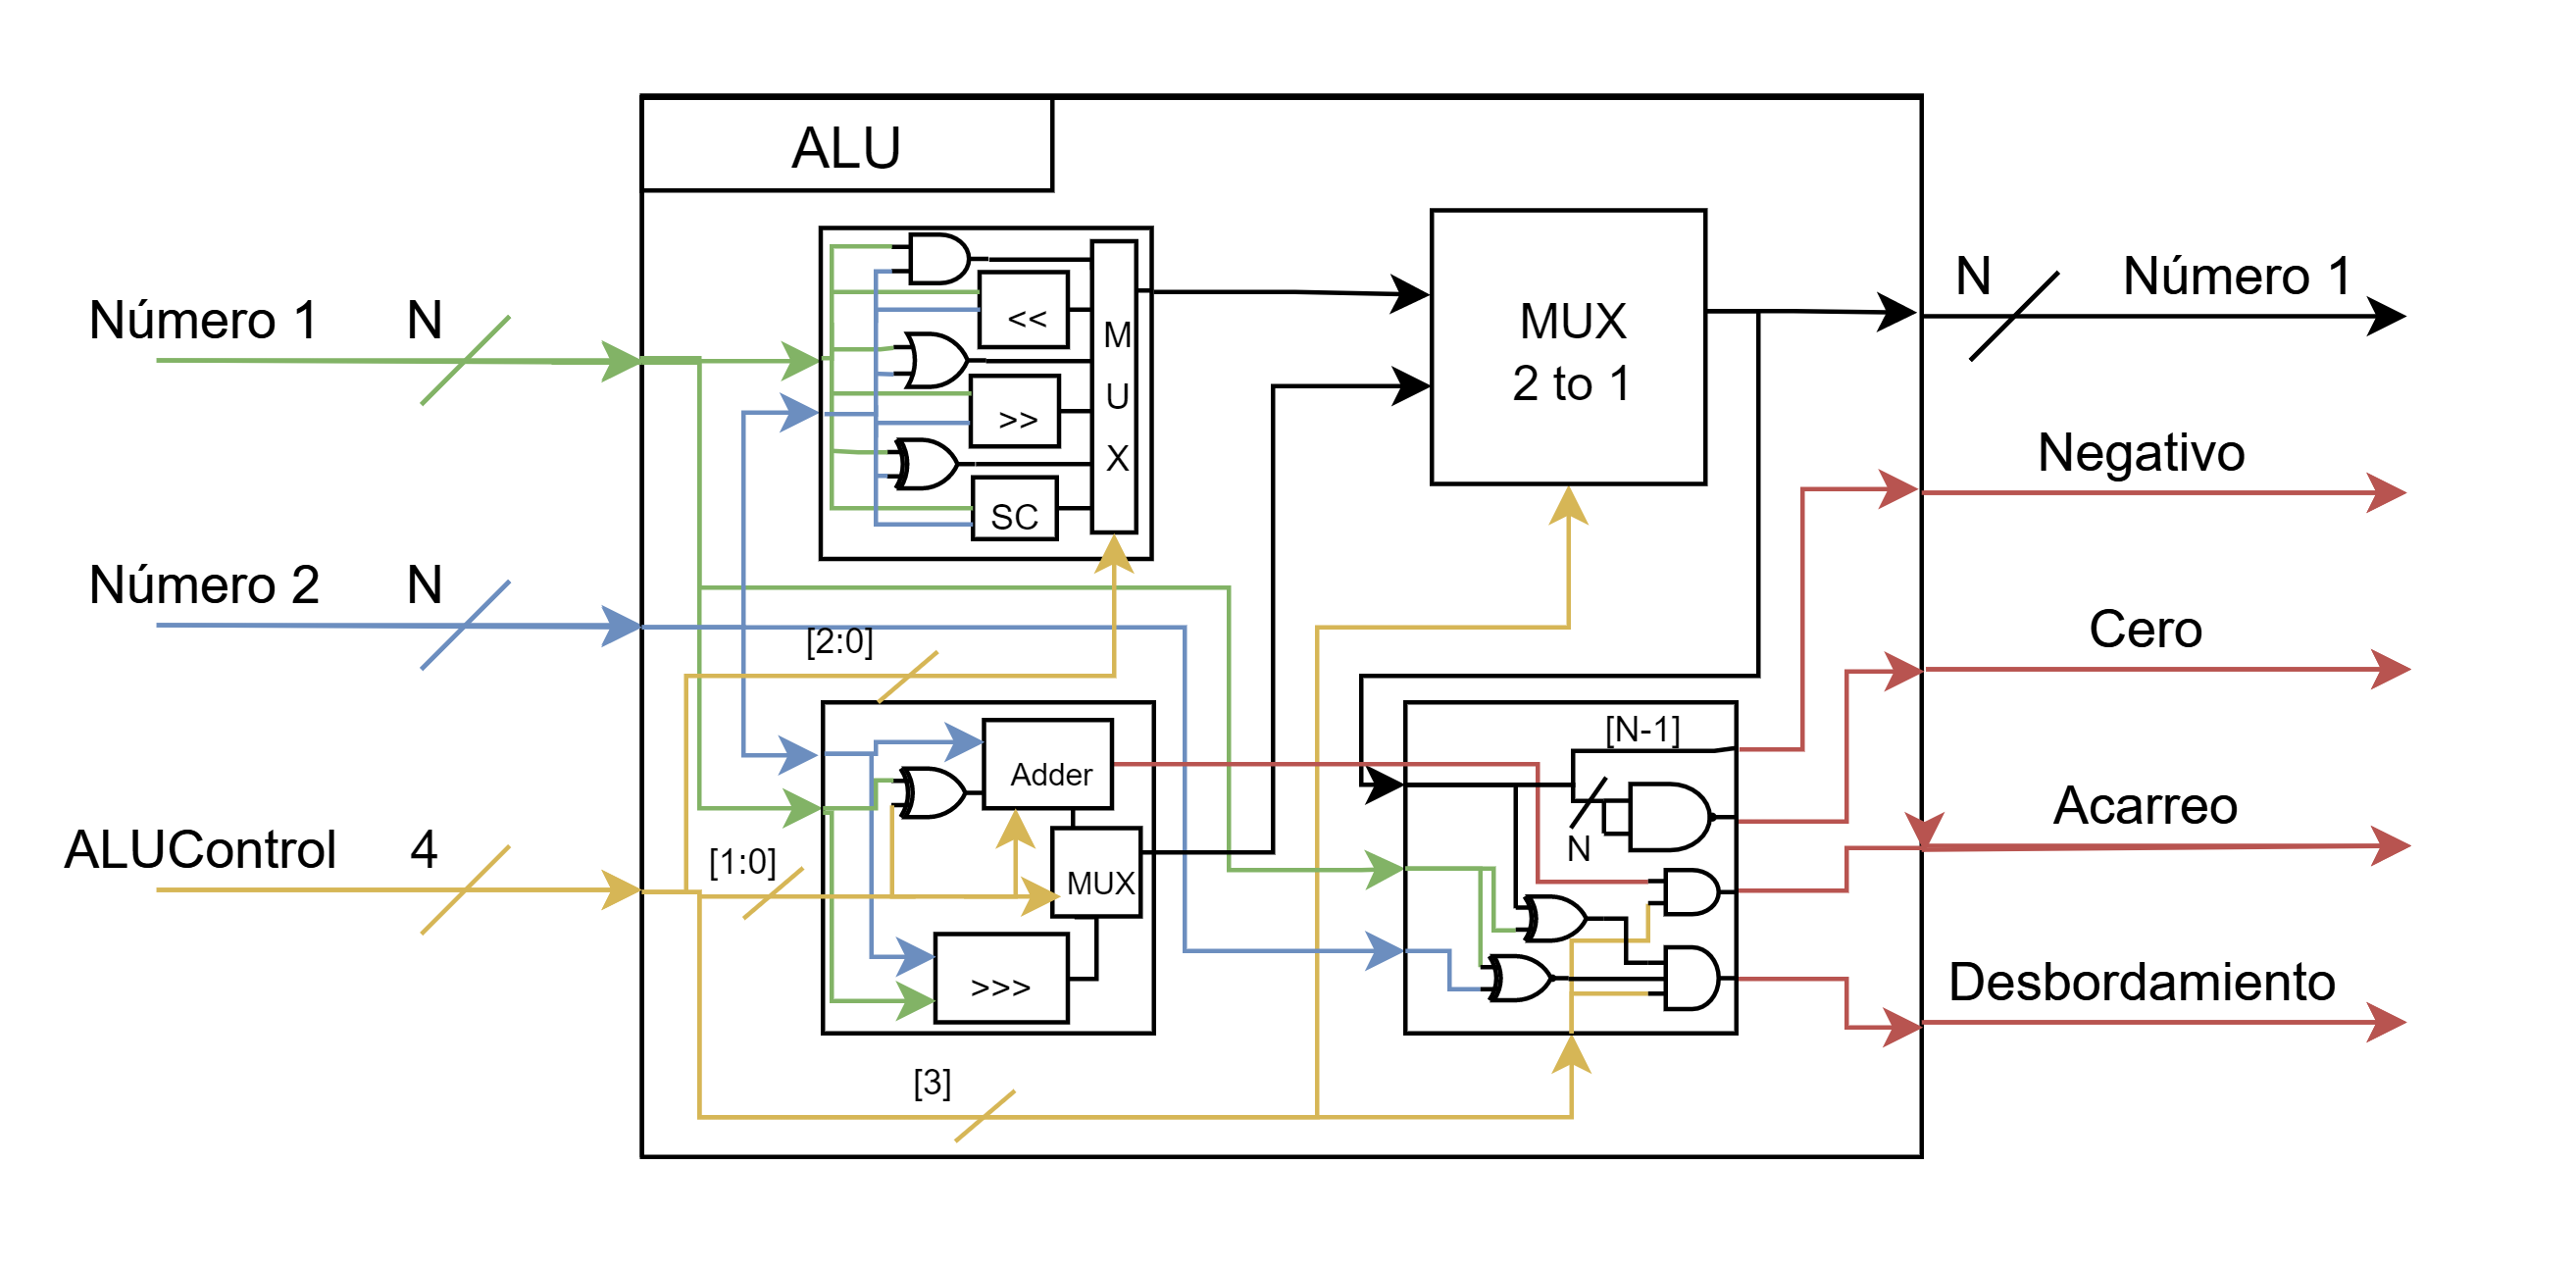 ALU
Número 1 N
Número 2 N
ALUControl 4
<<
>>
SC
M
U
X
MUX
2 to 1
[2:0]
[1:0]
[3]
Adder
MUX
>>>
[N-1]
N
N Número 1
Negativo
Cero
Acarreo
Desbordamiento